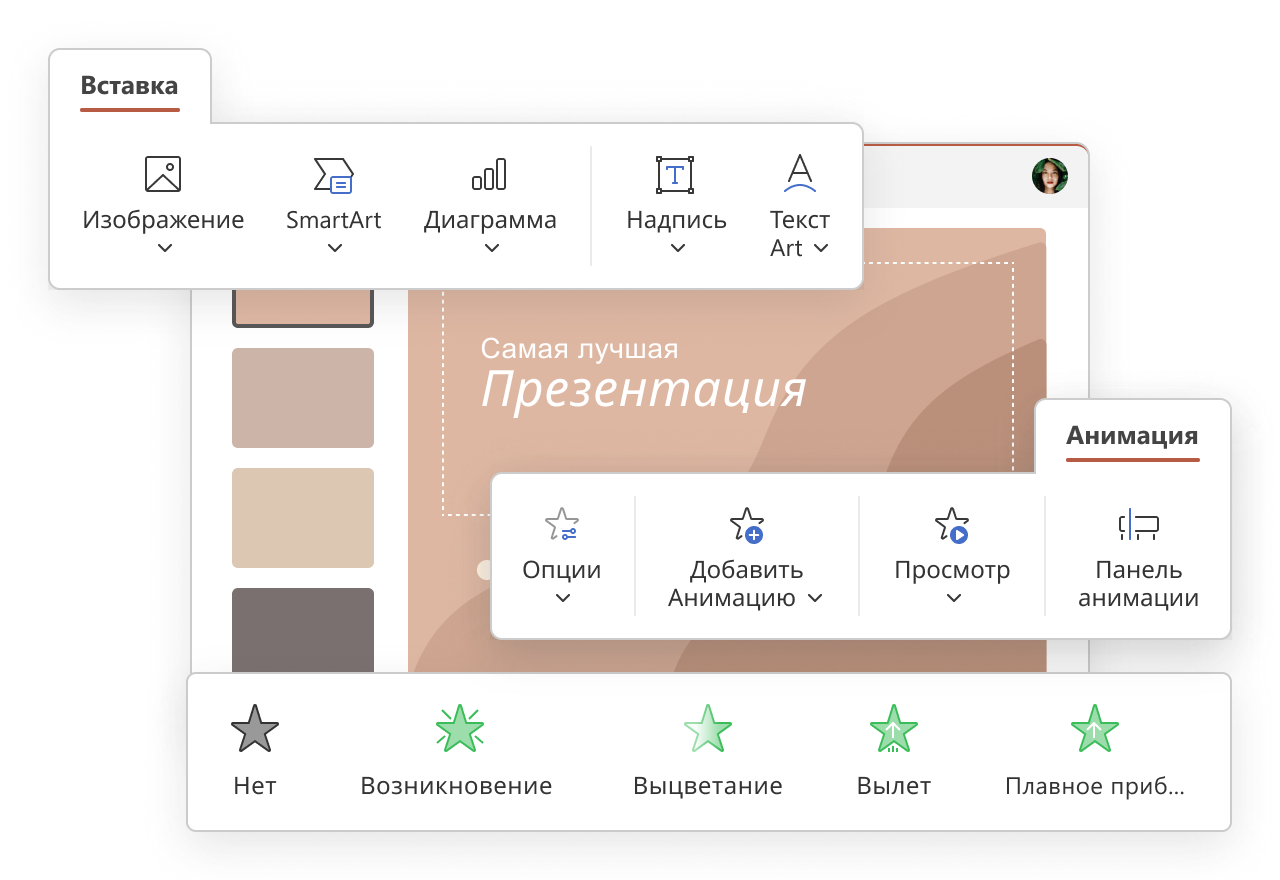 Вставка
Изображение
SmartArt
Диаграмма
Надпись
Текст
Art
Самая лучшая
Презентация
Анимация
Опции
Добавить
Анимацию
Просмотр
Панель
анимации
Нет
Возникновение
Выцветание
Вылет
Плавное приб...